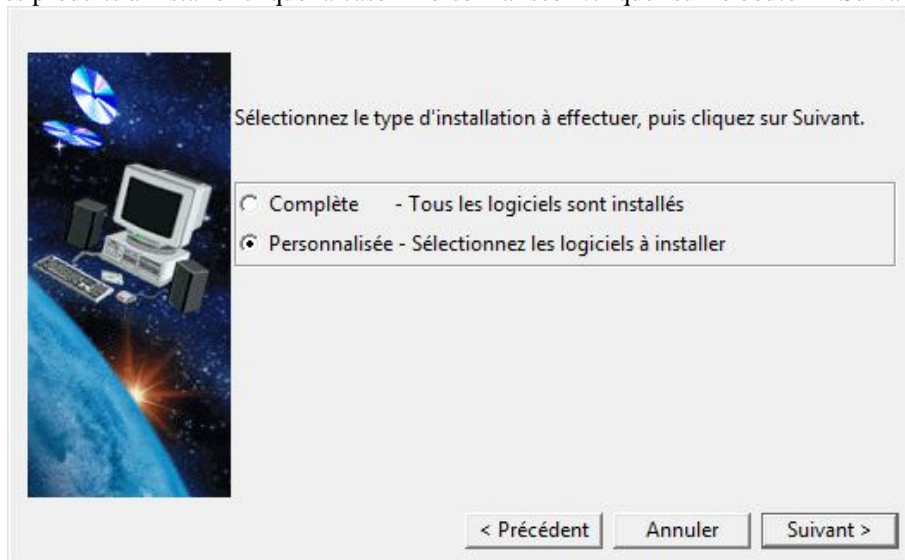 Sélectionnez le type d'installation à effectuer, puis cliquez sur Suivant.
Complète - Tous les logiciels sont installés
Personnalisée - Sélectionnez les logiciels à installer
< Précédent Annuler Suivant >